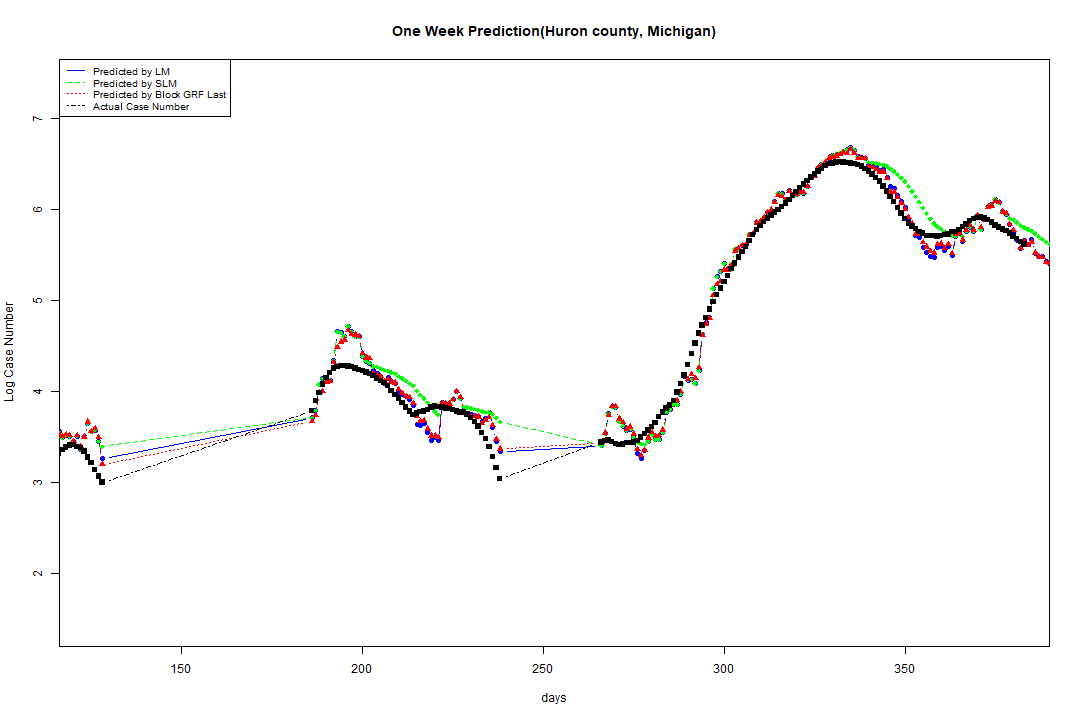 One Week Prediction(Huron county, Michigan)
Predicted by LM
Predicted by SLM
Predicted by Block GRF Last
Actual Case Number
Log Case Number
7
6
5
4
3
2
150
200
250
300
350
days